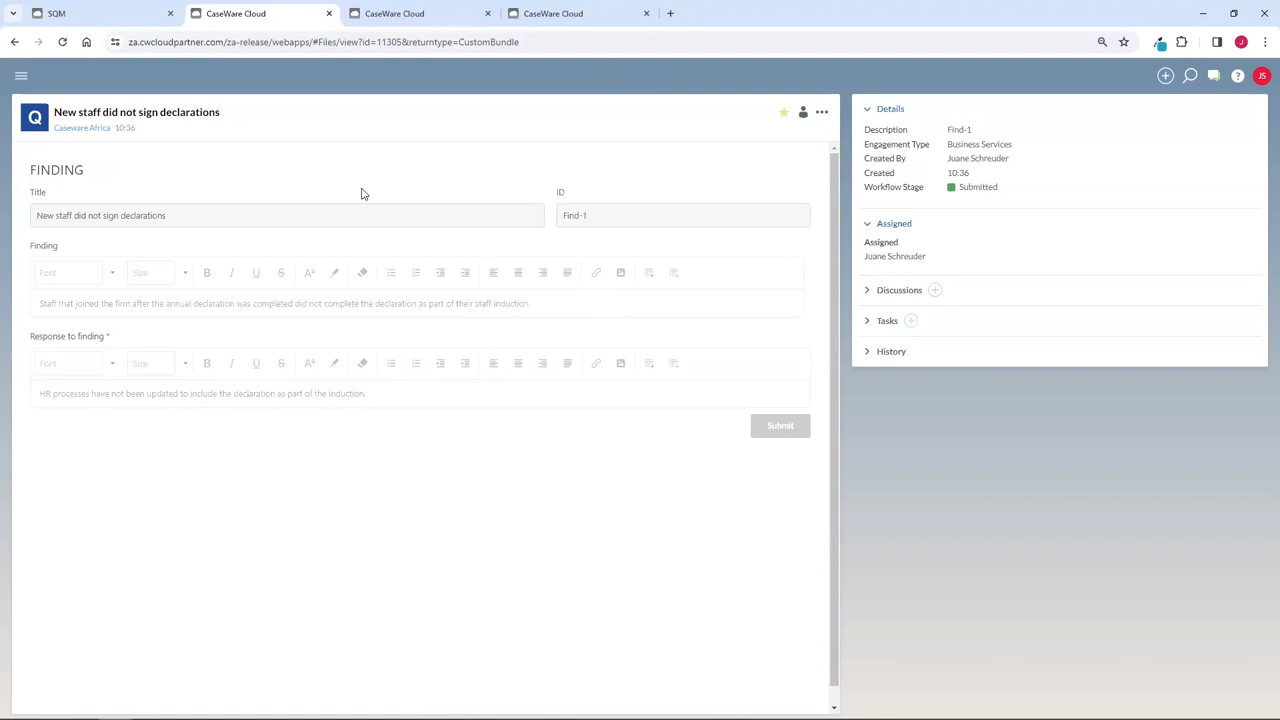 SQM
CaseWare Cloud
CaseWare Cloud
CaseWare Cloud
za.cwcloudpartner.com/za-release/webapps/#Files/view?id=11305&returntype=CustomBundle
J
JS
Q
New staff did not sign declarations
Caseware Africa 10:36
FINDING
Title
ID
New staff did not sign declarations
Find-1
Finding
Font
Size
B I U S
Staff that joined the firm after the annual declaration was completed did not complete the declaration as part of their staff induction.
Response to finding *
Font
Size
B I U S
HR processes have not been updated to include the declaration as part of the induction.
Submit
Details
Description Find-1
Engagement Type Business Services
Created By Juane Schreuder
Created 10:36
Workflow Stage Submitted
Assigned
Assigned
Juane Schreuder
Discussions
Tasks
History